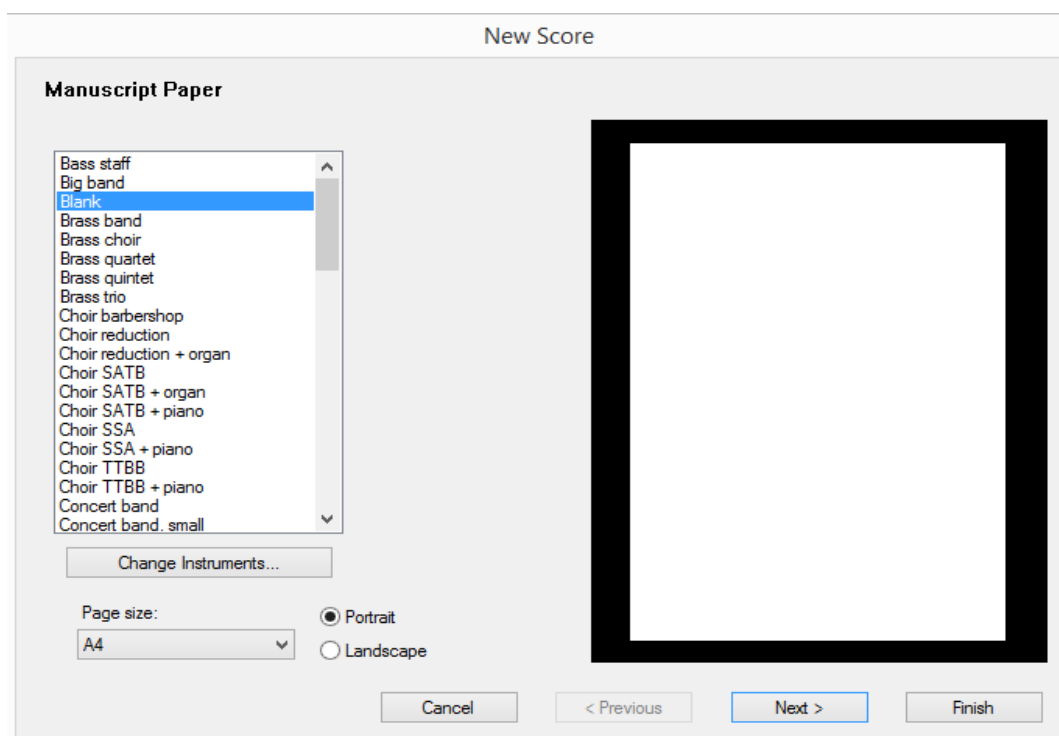 New Score
Manuscript Paper
Bass staff
Big band
Blank
Brass band
Brass choir
Brass quartet
Brass quintet
Brass trio
Choir barbershop
Choir reduction
Choir reduction + organ
Choir SATB
Choir SATB + organ
Choir SATB + piano
Choir SSA
Choir SSA + piano
Choir TTBB
Choir TTBB + piano
Concert band
Concert band. small
Change Instruments...
Page size:
A4
Portrait
Landscape
Cancel
< Previous
Next >
Finish